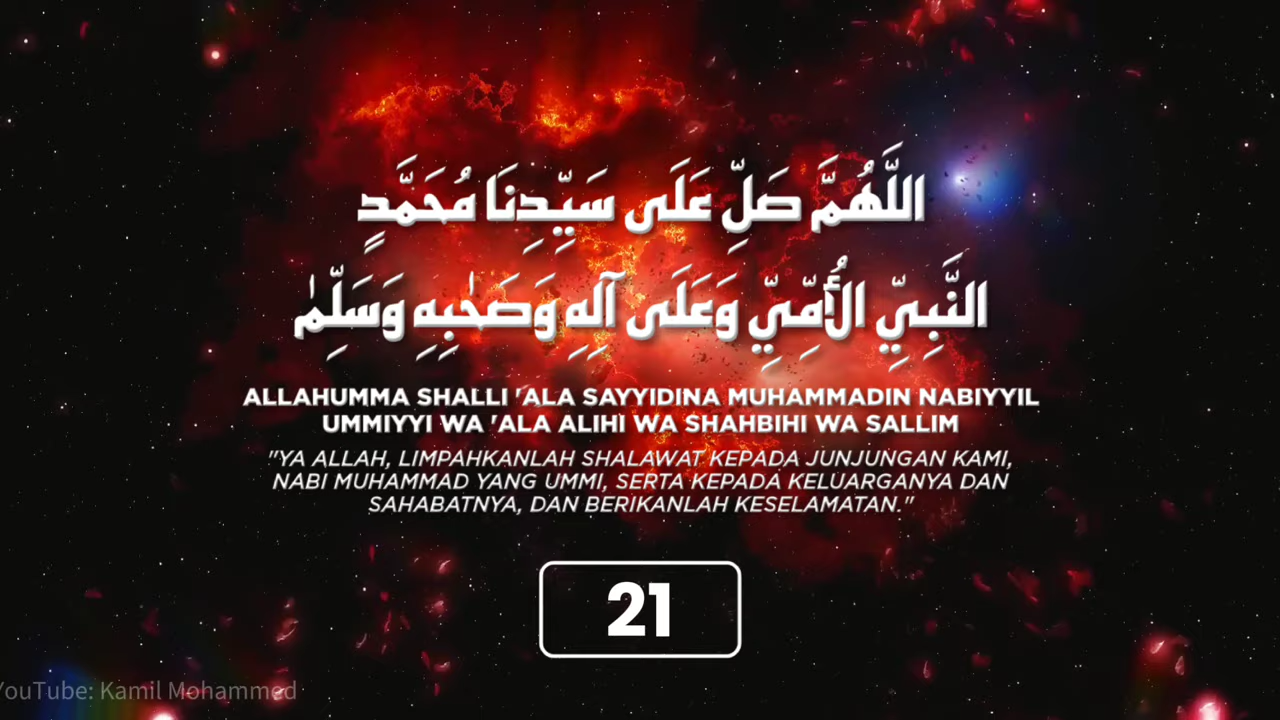 اللَّهُمَّ صَلِّ عَلَى سَيِّدِنَا مُحَمَّدٍ
النَّبِيِّ الأُمِّيِّ وَعَلَى آلِهِ وَصَحْبِهِ وَسَلِّمْ
ALLAHUMMA SHALLI 'ALA SAYYIDINA MUHAMMADIN NABIYYIL
UMMIYYI WA 'ALA ALIHI WA SHAHBIHI WA SALLIM
"YA ALLAH, LIMPAHKANLAH SHALAWAT KEPADA JUNJUNGAN KAMI,
NABI MUHAMMAD YANG UMMI, SERTA KEPADA KELUARGANYA DAN
SAHABATNYA, DAN BERIKANLAH KESELAMATAN."
21
YouTube: Kamil Mohammed